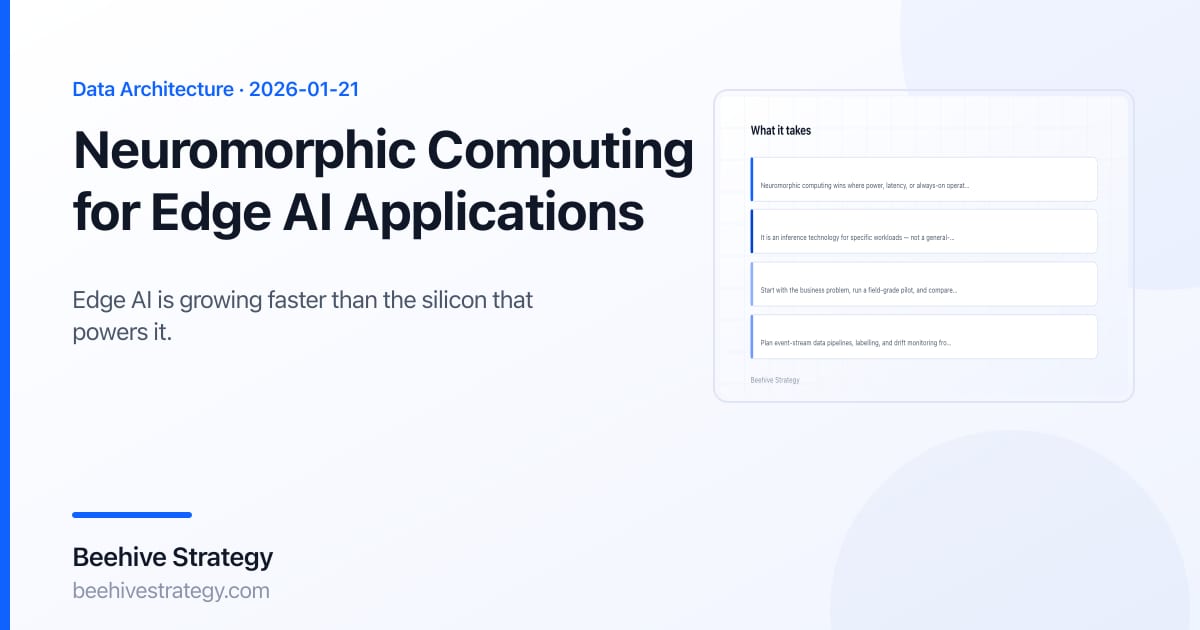 Data Architecture · 2026-01-21
Neuromorphic Computing
for Edge AI Applications
Edge AI is growing faster than the silicon that
powers it.
What it takes
Neuromorphic computing wins where power, latency, or always-on operat...
It is an inference technology for specific workloads — not a general-...
Start with the business problem, run a field-grade pilot, and compare...
Plan event-stream data pipelines, labelling, and drift monitoring fro...
Beehive Strategy
Beehive Strategy
beehivestrategy.com